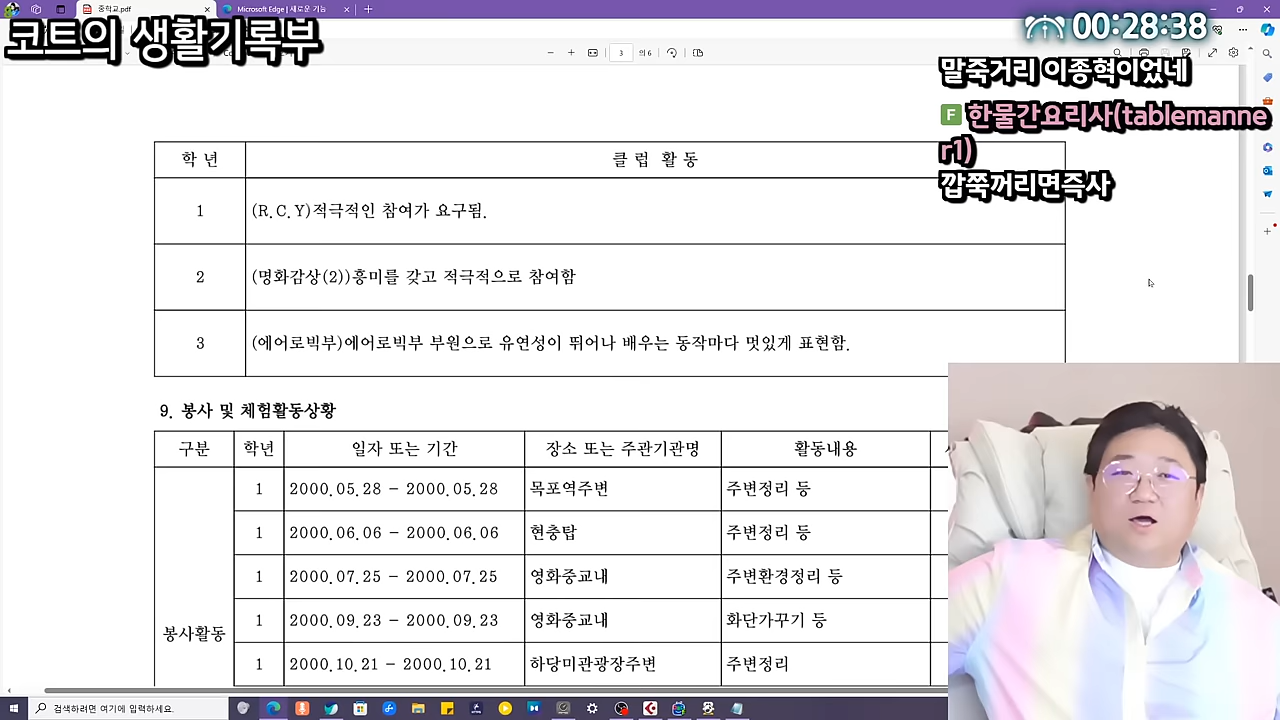 중학교.pdf
Microsoft Edge | 새로운 기능
코트의 생활기록부
00:28:38
3 의 6
말죽거리 이종혁이었네
F 한물간요리사(tablemanne
r1)
깝쭉꺼리면즉사
학 년 클 럽 활 동
1 (R.C.Y)적극적인 참여가 요구됨.
2 (명화감상(2))흥미를 갖고 적극적으로 참여함
3 (에어로빅부)에어로빅부 부원으로 유연성이 뛰어나 배우는 동작마다 멋있게 표현함.
9. 봉사 및 체험활동상황
구분 학년 일자 또는 기간 장소 또는 주관기관명 활동내용
봉사활동
1 2000.05.28 - 2000.05.28 목포역주변 주변정리 등
1 2000.06.06 - 2000.06.06 현충탑 주변정리 등
1 2000.07.25 - 2000.07.25 영화중교내 주변환경정리 등
1 2000.09.23 - 2000.09.23 영화중교내 화단가꾸기 등
1 2000.10.21 - 2000.10.21 하당미관광장주변 주변정리
검색하려면 여기에 입력하세요.